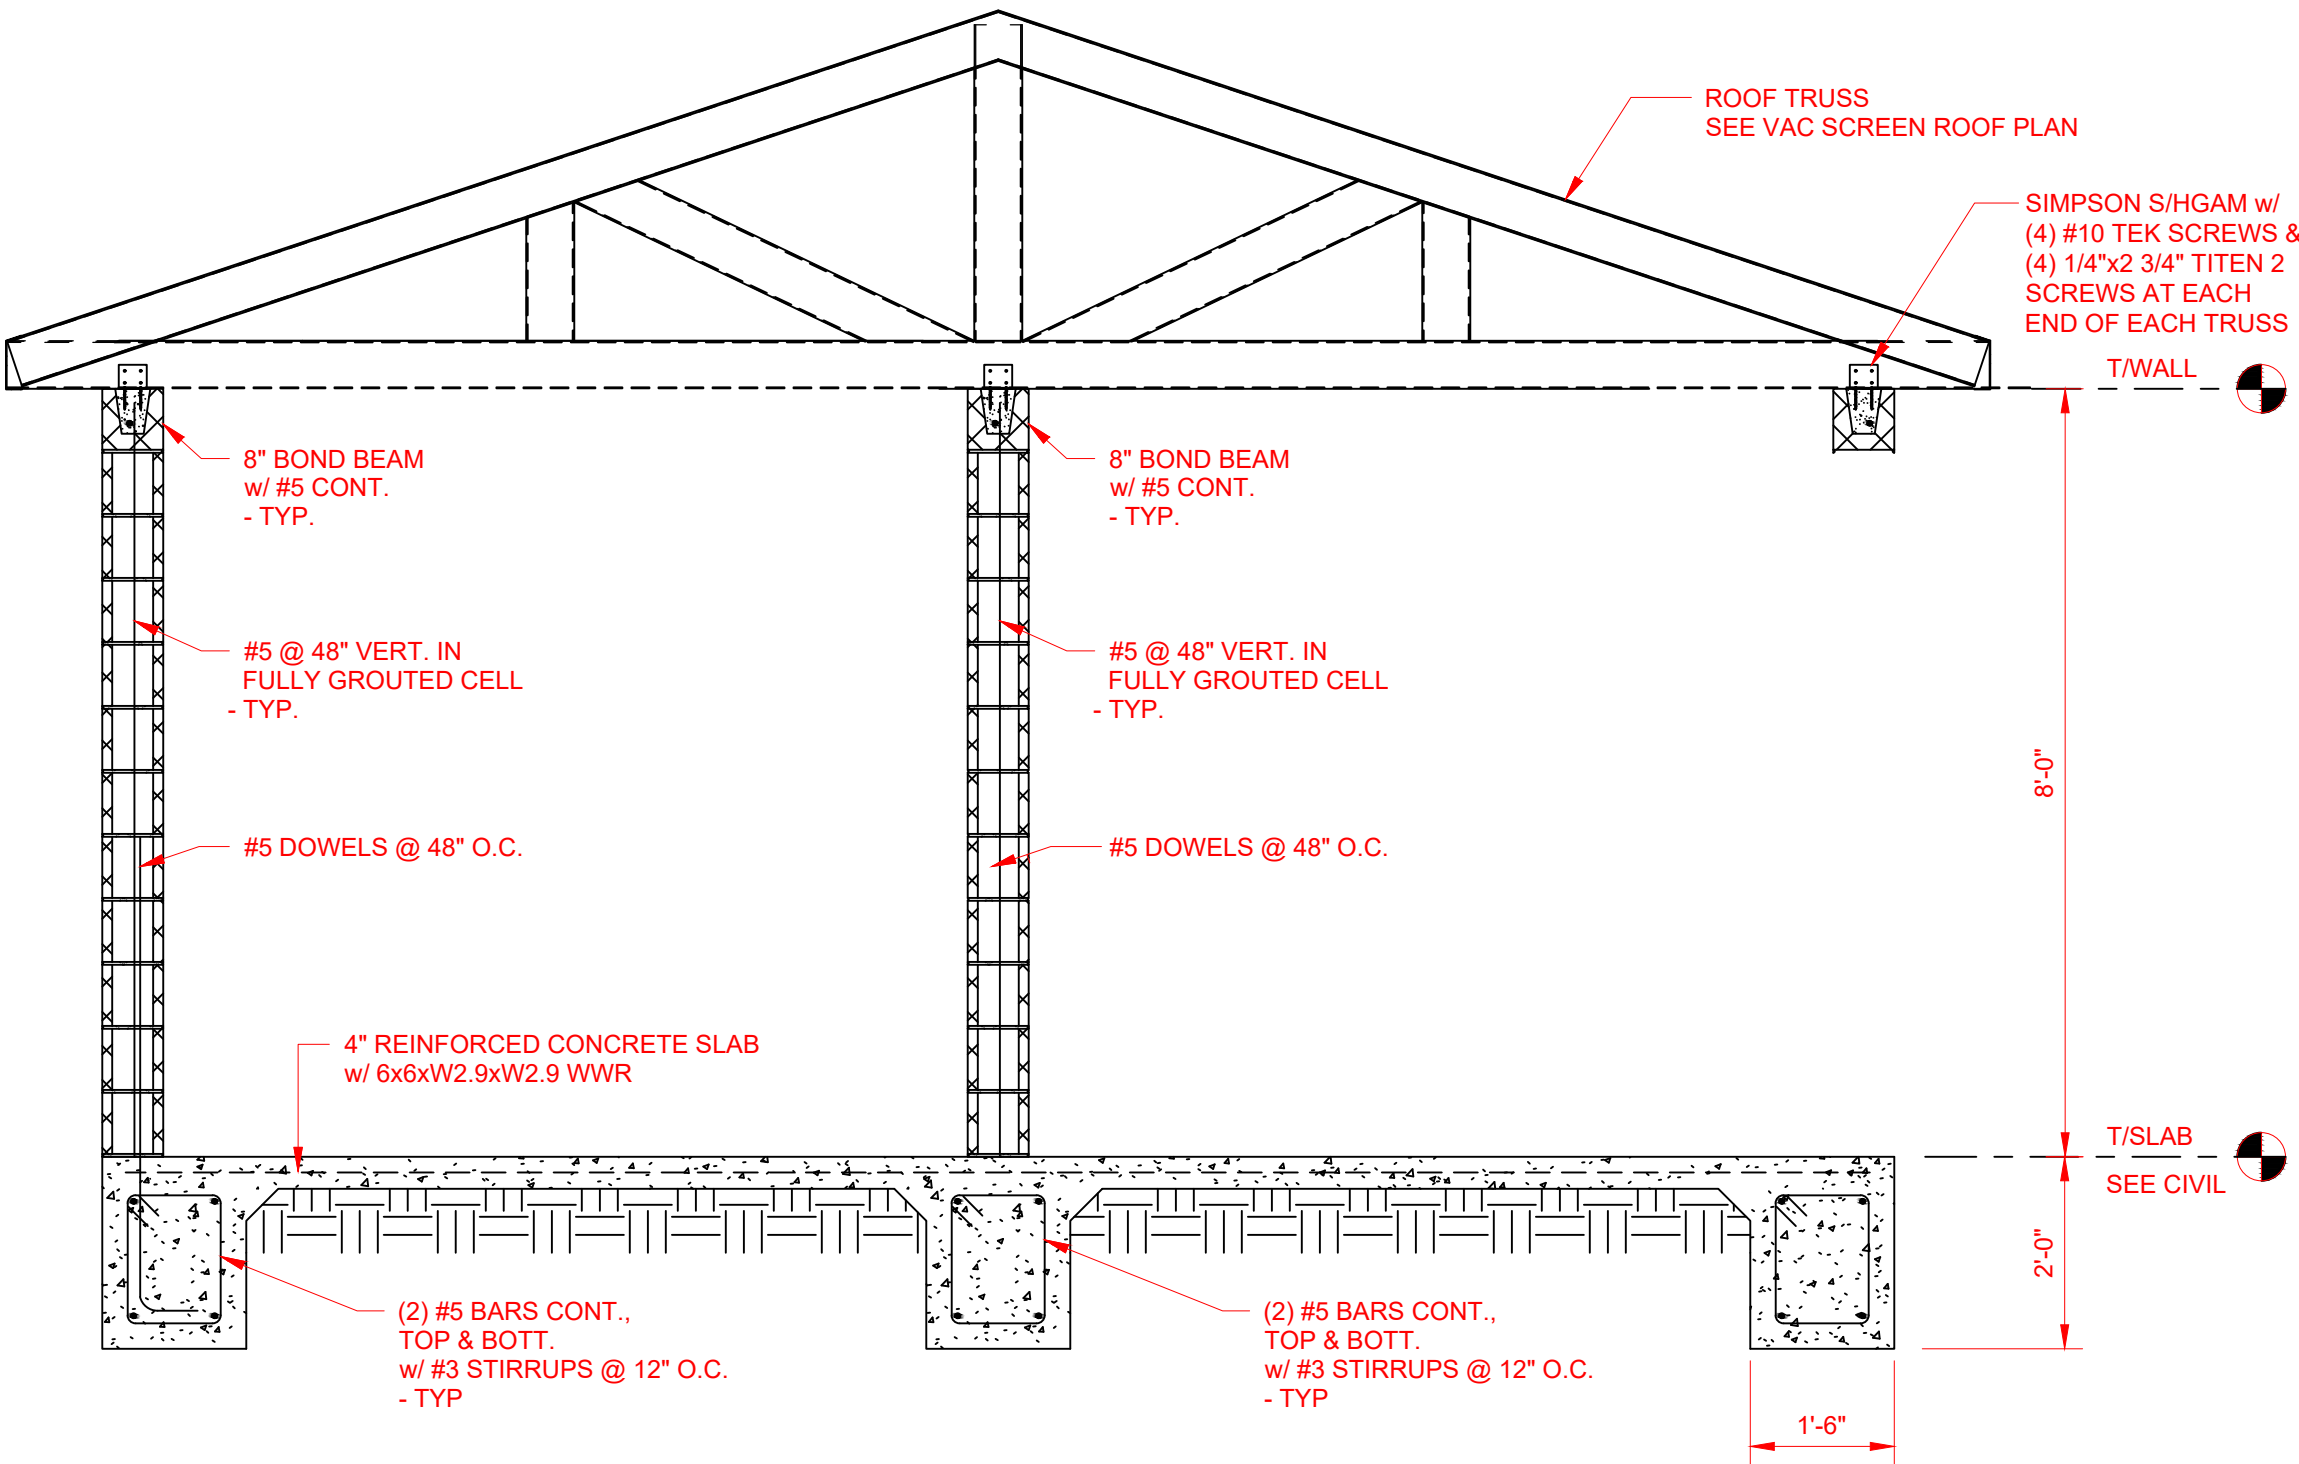 ROOF TRUSS
SEE VAC SCREEN ROOF PLAN
SIMPSON S/HGAM w/
(4) #10 TEK SCREWS &
(4) 1/4"x2 3/4" TITEN 2
SCREWS AT EACH
END OF EACH TRUSS
T/WALL
8" BOND BEAM
w/ #5 CONT.
- TYP.
8" BOND BEAM
w/ #5 CONT.
- TYP.
#5 @ 48" VERT. IN
FULLY GROUTED CELL
- TYP.
#5 @ 48" VERT. IN
FULLY GROUTED CELL
- TYP.
8'-0"
#5 DOWELS @ 48" O.C.
#5 DOWELS @ 48" O.C.
4" REINFORCED CONCRETE SLAB
w/ 6x6xW2.9xW2.9 WWR
T/SLAB
SEE CIVIL
2'-0"
(2) #5 BARS CONT.,
TOP & BOTT.
w/ #3 STIRRUPS @ 12" O.C.
- TYP
(2) #5 BARS CONT.,
TOP & BOTT.
w/ #3 STIRRUPS @ 12" O.C.
- TYP
1'-6"